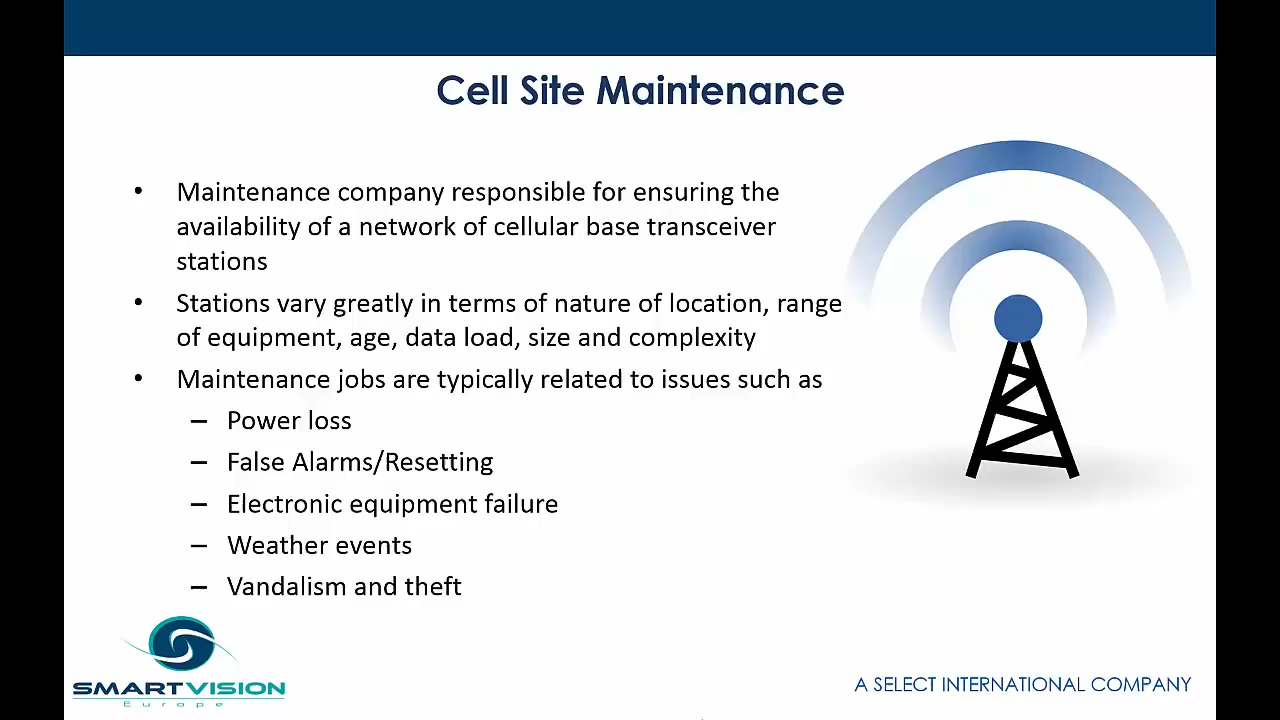 Cell Site Maintenance
• Maintenance company responsible for ensuring the
availability of a network of cellular base transceiver
stations
• Stations vary greatly in terms of nature of location, range
of equipment, age, data load, size and complexity
• Maintenance jobs are typically related to issues such as
– Power loss
– False Alarms/Resetting
– Electronic equipment failure
– Weather events
– Vandalism and theft
SMARTVISION
Europe
A SELECT INTERNATIONAL COMPANY